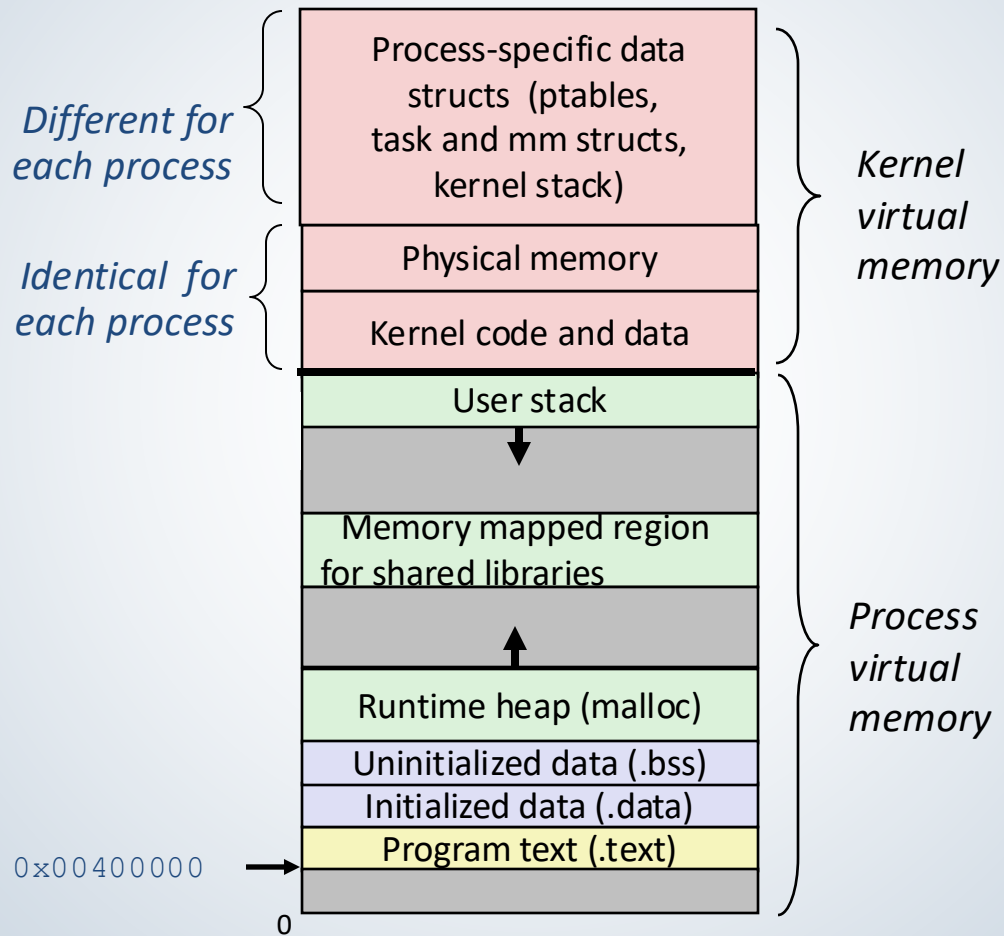 Process-specific data
structs (ptables,
task and mm structs,
kernel stack)
Different for
each process
Kernel
virtual
memory
Physical memory
Identical for
each process
Kernel code and data
User stack
Memory mapped region
for shared libraries
Process
virtual
memory
Runtime heap (malloc)
Uninitialized data (.bss)
Initialized data (.data)
Program text (.text)
0x00400000
0